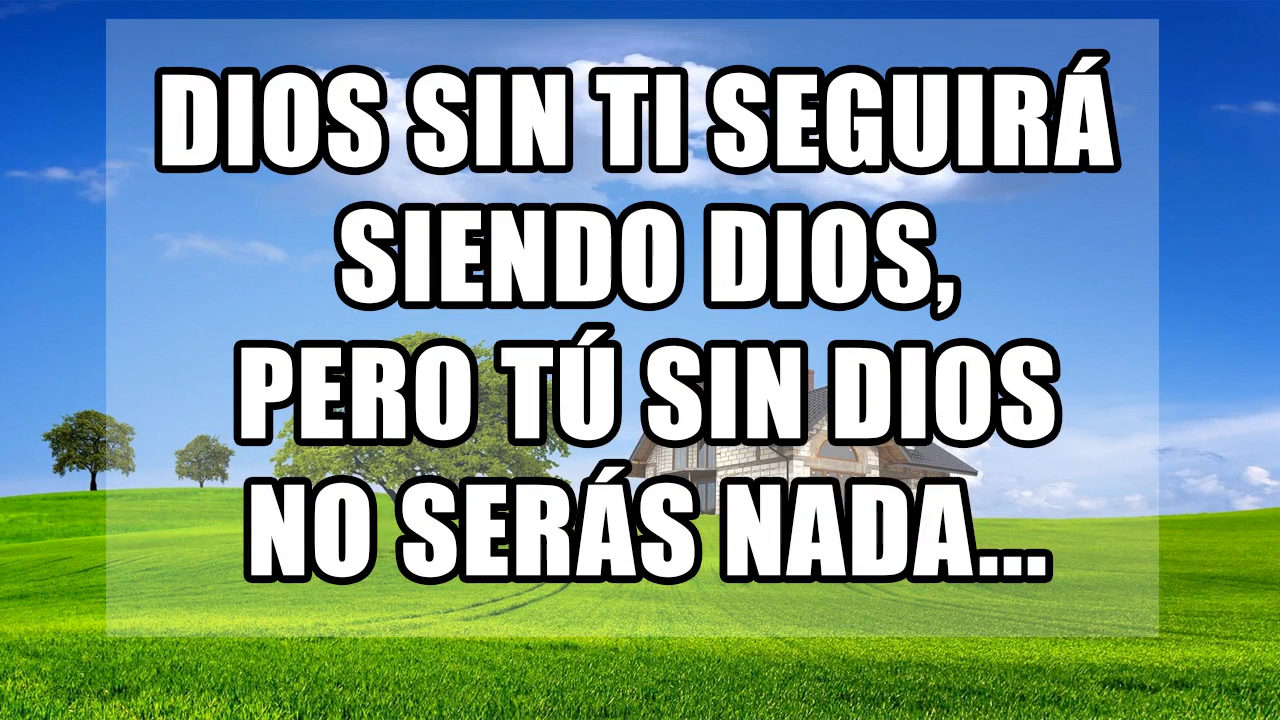 DIOS SIN TI SEGUIRÁ
SIENDO DIOS,
PERO TÚ SIN DIOS
NO SERÁS NADA...